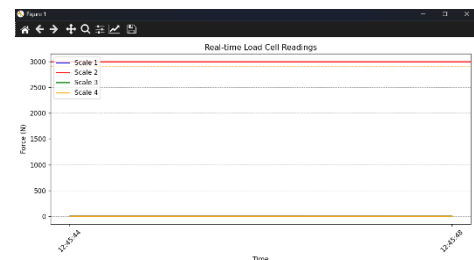 Figure 1
Real-time Load Cell Readings
3000
2500
2000
1500
1000
500
0
Force (N)
Scale 1
Scale 2
Scale 3
Scale 4
12:45:44
12:45:48
Time